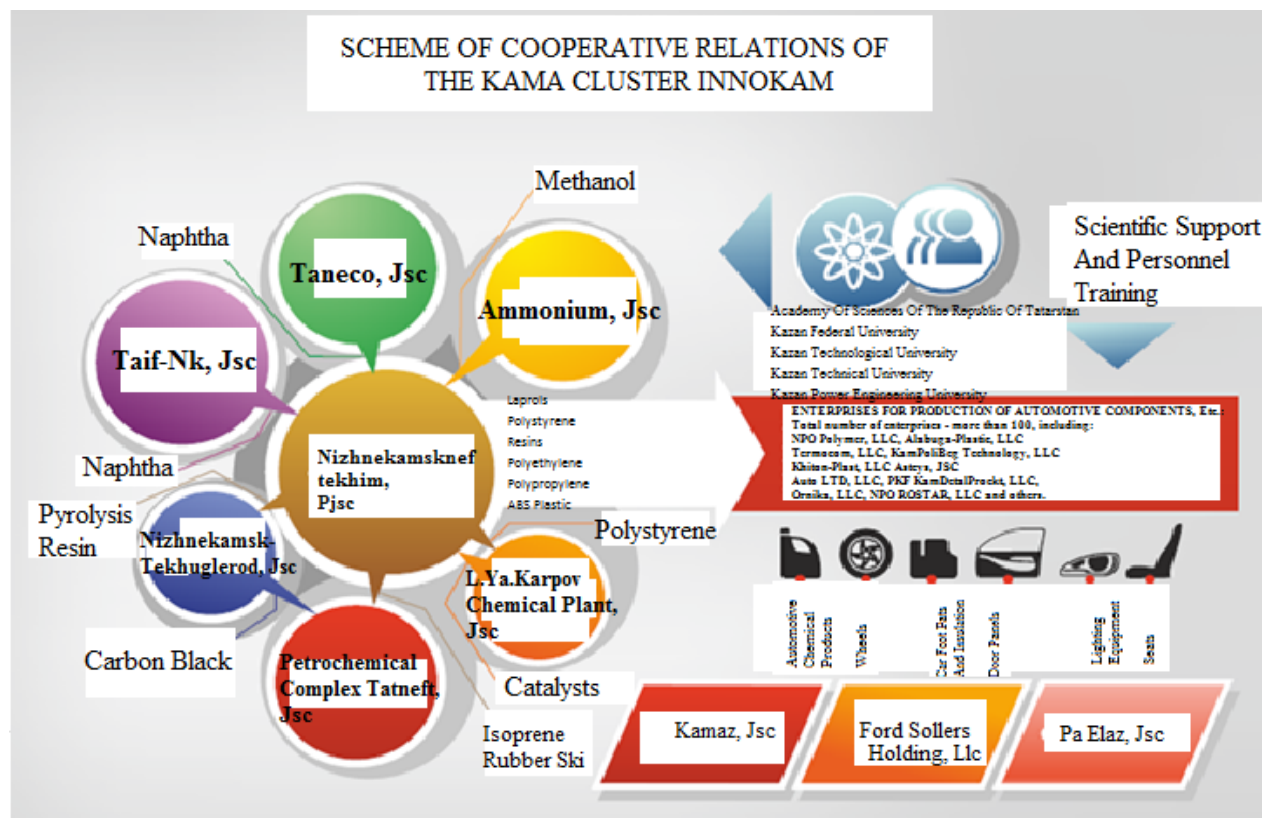 SCHEME OF COOPERATIVE RELATIONS OF
THE KAMA CLUSTER INNOKAM
Methanol
Naphtha
Taneco, Jsc
Ammonium, Jsc
Taif-Nk, Jsc
Naphtha
Nizhnekamsknef
tekhim,
Pjsc
Pyrolysis
Resin
Nizhnekamsk-
Tekhuglerod, Jsc
Carbon Black
Petrochemical
Complex Tatneft,
Jsc
L.Ya.Karpov
Chemical Plant,
Jsc
Polystyrene
Catalysts
Isoprene
Rubber Ski
Laprols
Polystyrene
Resins
Polyethylene
Polypropylene
ABS Plastic
Scientific Support
And Personnel
Training
Academy Of Sciences Of The Republic Of Tatarstan
Kazan Federal University
Kazan Technological University
Kazan Technical University
Kazan Power Engineering University
ENTERPRISES FOR PRODUCTION OF AUTOMOTIVE COMPONENTS, Etc.:
Total number of enterprises - more than 100, including:
NPO Polymer, LLC, Alabuga-Plastic, LLC
Termocom, LLC, KamPoliBeg Technology, LLC
Khiton-Plast, LLC Asteya, JSC
Auto LTD, LLC, PKF KamDetalProekt, LLC,
Ornika, LLC, NPO ROSTAR, LLC and others.
Automotive
Chemical
Products
Wheels
Car Foot Pats
And Insulation
Door Panels
Lighting
Equipment
Seats
Kamaz, Jsc
Ford Sollers
Holding, Llc
Pa Elaz, Jsc